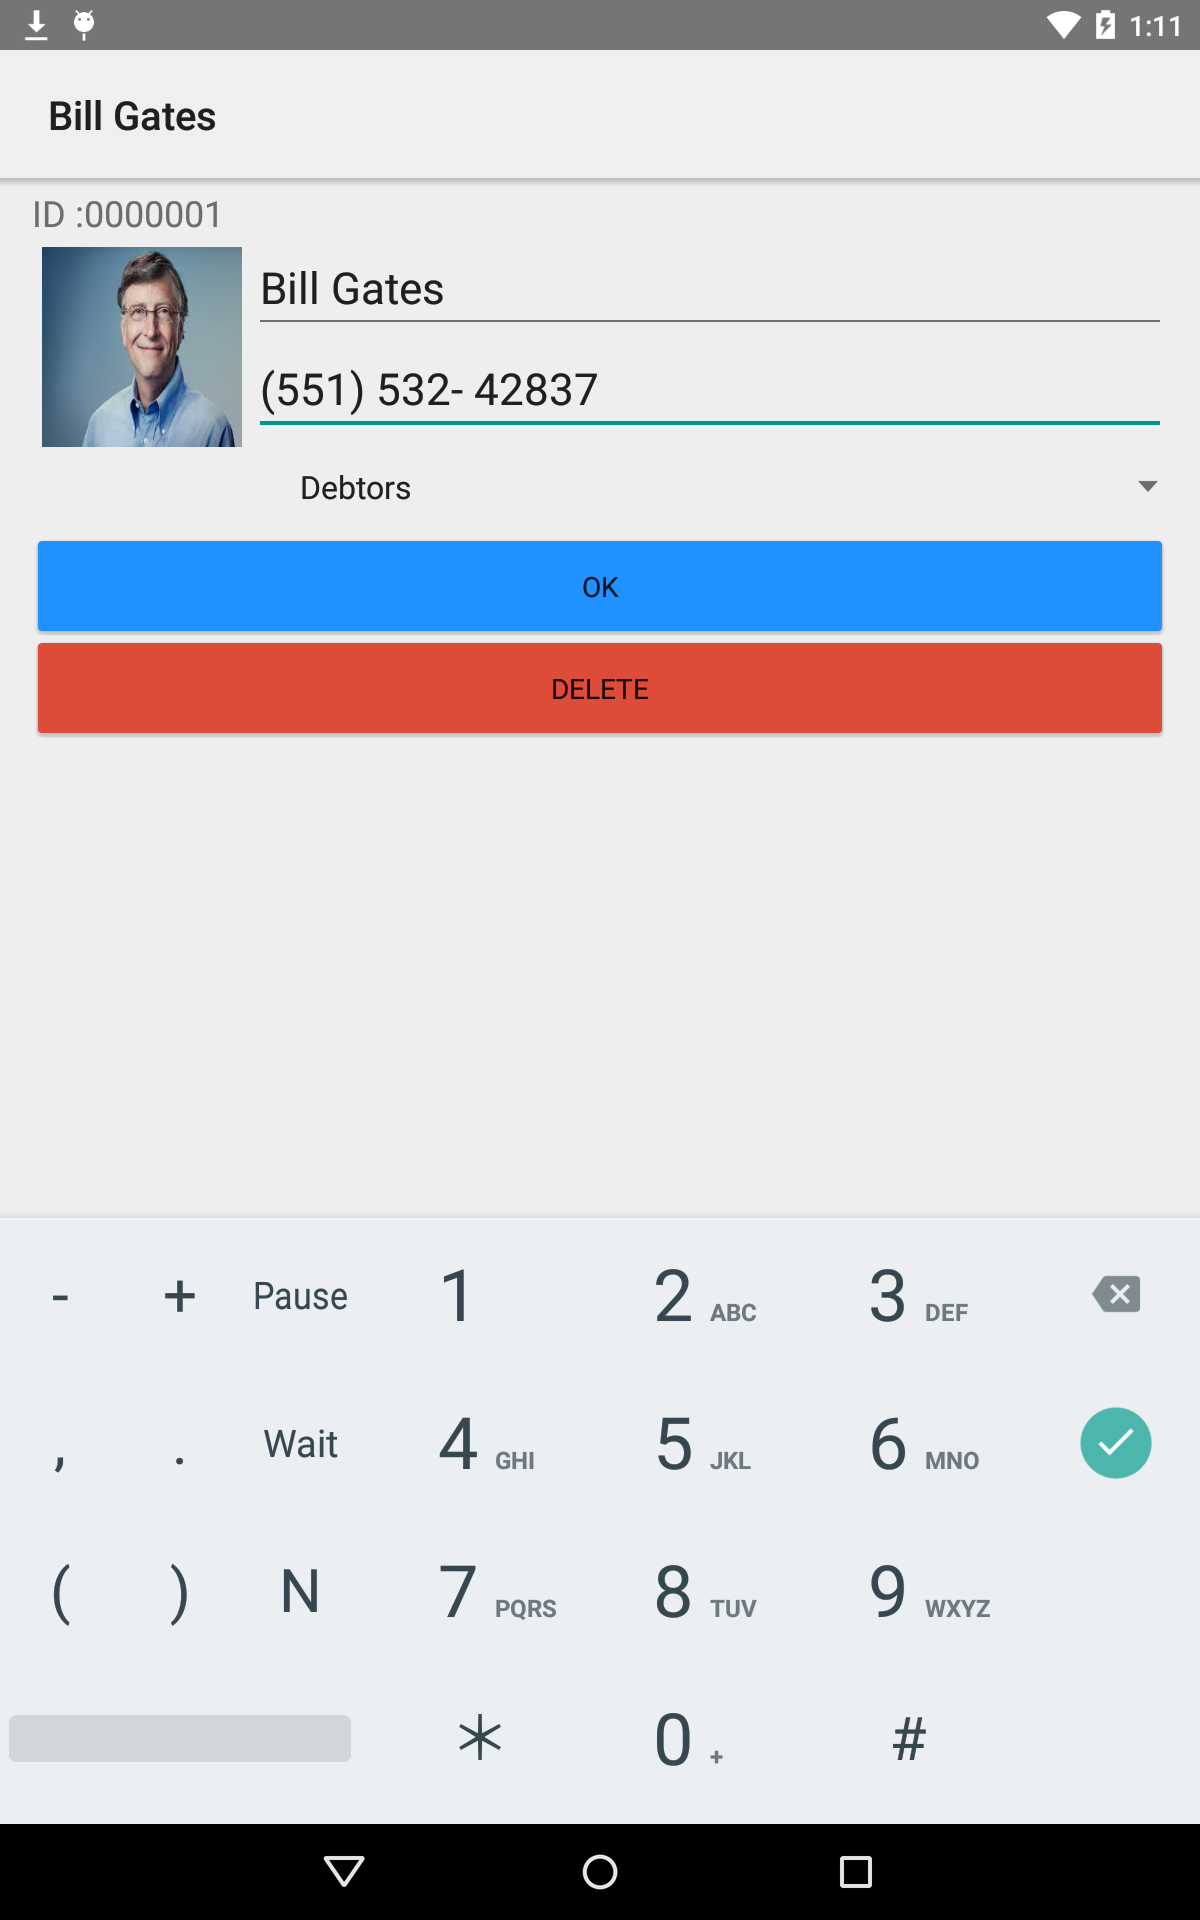 1:11
Bill Gates
ID :0000001
Bill Gates
(551) 532- 42837
Debtors
OK
DELETE
- + Pause 1 2 ABC 3 DEF
, . Wait 4 GHI 5 JKL 6 MNO
( ) N 7 PQRS 8 TUV 9 WXYZ
* 0 + #